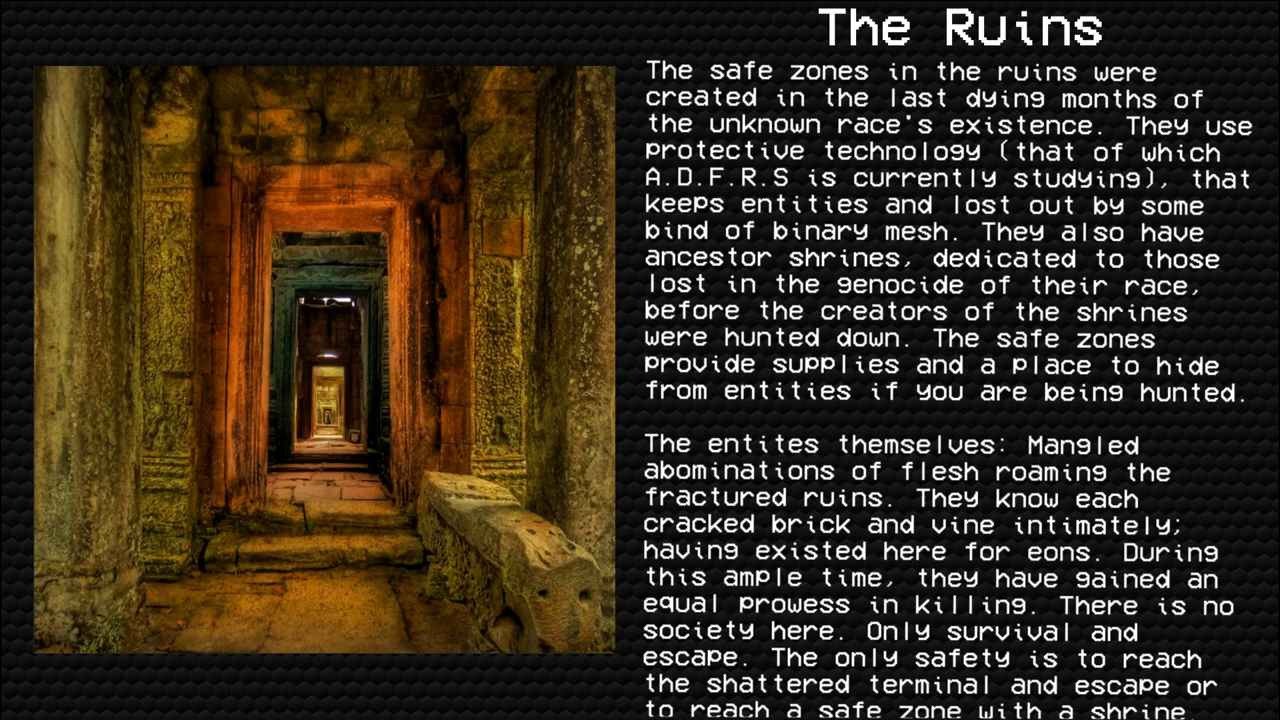 The Ruins
The safe zones in the ruins were
created in the last dying months of
the unknown race's existence. They use
protective technology (that of which
A.D.F.R.S is currently studying), that
keeps entities and lost out by some
bind of binary mesh. They also have
ancestor shrines, dedicated to those
lost in the genocide of their race,
before the creators of the shrines
were hunted down. The safe zones
provide supplies and a place to hide
from entities if you are being hunted.
The entites themselves: Mangled
abominations of flesh roaming the
fractured ruins. They know each
cracked brick and vine intimately;
having existed here for eons. During
this ample time, they have gained an
equal prowess in killing. There is no
society here. Only survival and
escape. The only safety is to reach
the shattered terminal and escape or
to reach a safe zone with a shrine